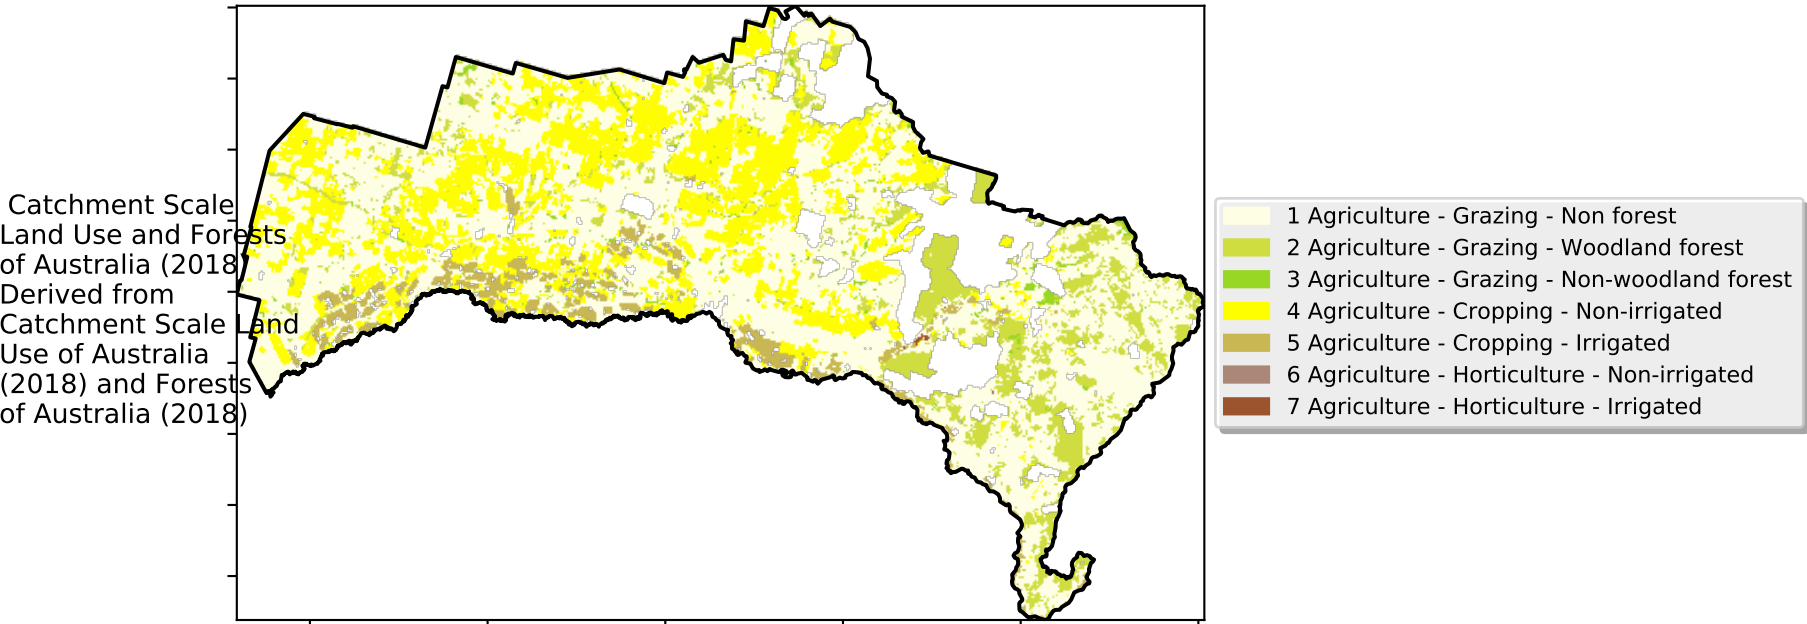 Catchment Scale
Land Use and Forests
of Australia (2018)
Derived from
Catchment Scale Land
Use of Australia
(2018) and Forests
of Australia (2018)
1 Agriculture - Grazing - Non forest
2 Agriculture - Grazing - Woodland forest
3 Agriculture - Grazing - Non-woodland forest
4 Agriculture - Cropping - Non-irrigated
5 Agriculture - Cropping - Irrigated
6 Agriculture - Horticulture - Non-irrigated
7 Agriculture - Horticulture - Irrigated